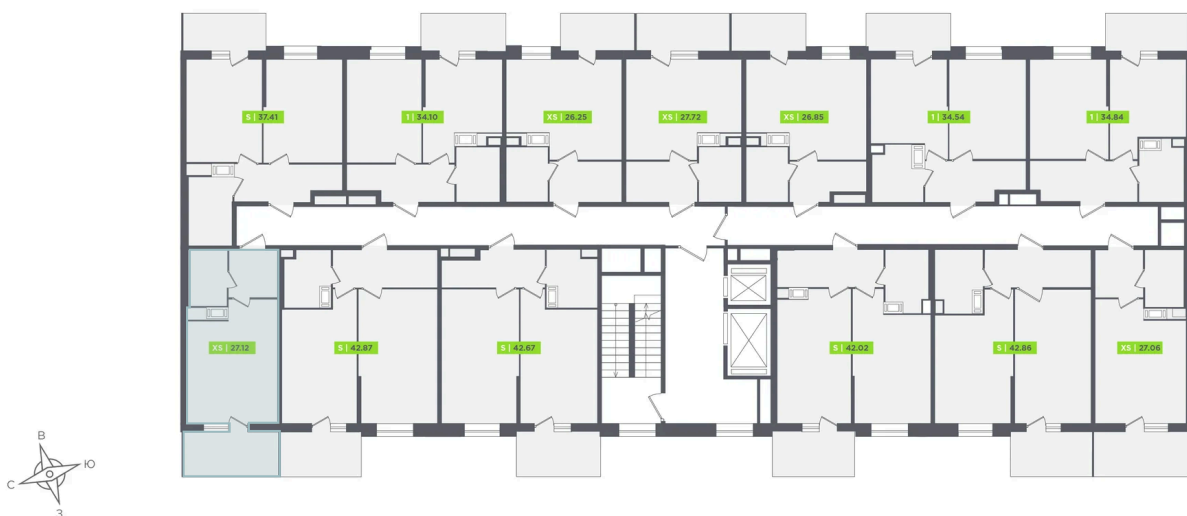 S | 37.41
1 | 34.10
XS | 26.25
XS | 27.72
XS | 26.85
1 | 34.54
1 | 34.84
XS | 27.12
S | 42.87
S | 42.67
S | 42.02
S | 42.86
XS | 27.06
В
Ю
С
З